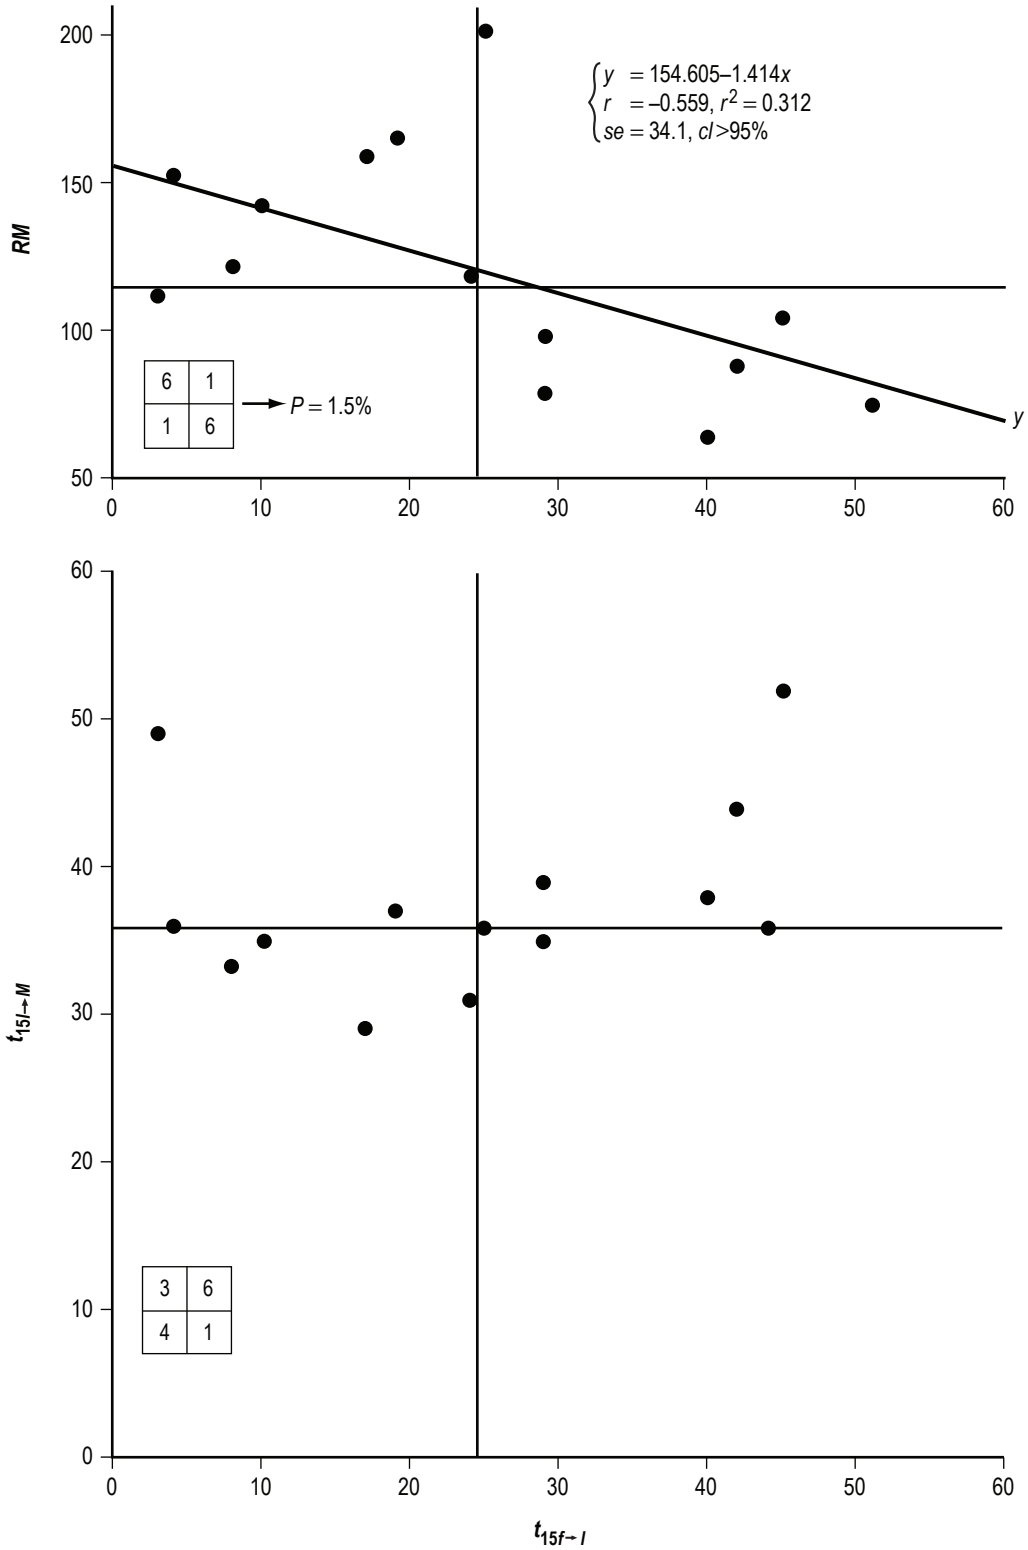 200
y = 154.605–1.414x
r = –0.559, r² = 0.312
se = 34.1, cl >95%
150
RM
100
6 1
P = 1.5%
1 6
y
50
0 10 20 30 40 50 60
60
50
40
t15l→M
30
20
3 6
10
4 1
0
0 10 20 30 40 50 60
t15f→l